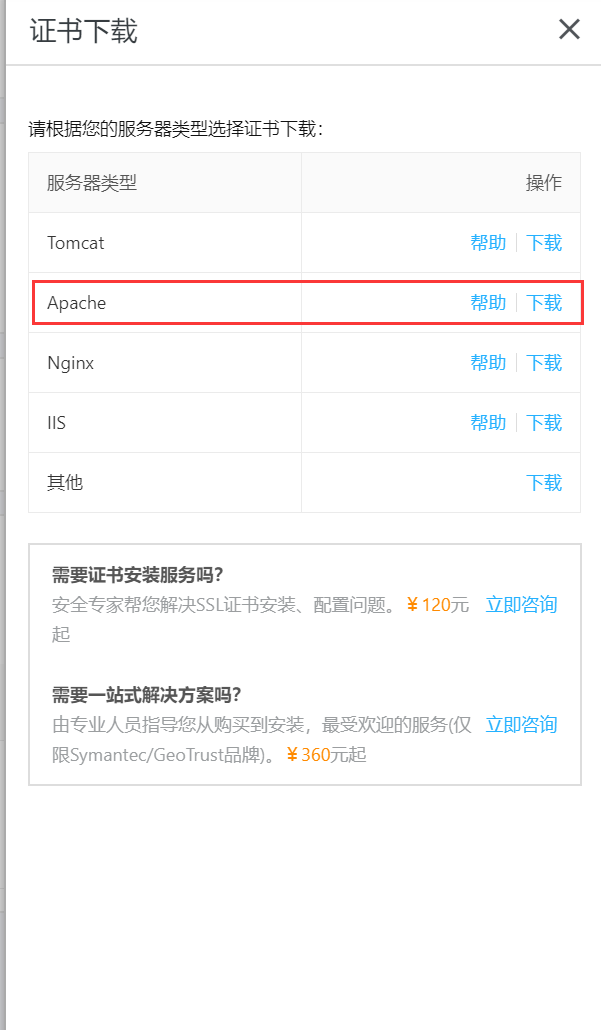 证书下载
请根据您的服务器类型选择证书下载：
服务器类型 操作
Tomcat 帮助 下载
Apache 帮助 下载
Nginx 帮助 下载
IIS 帮助 下载
其他 下载
需要证书安装服务吗？
安全专家帮您解决SSL证书安装、配置问题。￥120元 立即咨询
起
需要一站式解决方案吗？
由专业人员指导您从购买到安装，最受欢迎的服务(仅 立即咨询
限Symantec/GeoTrust品牌)。￥360元起